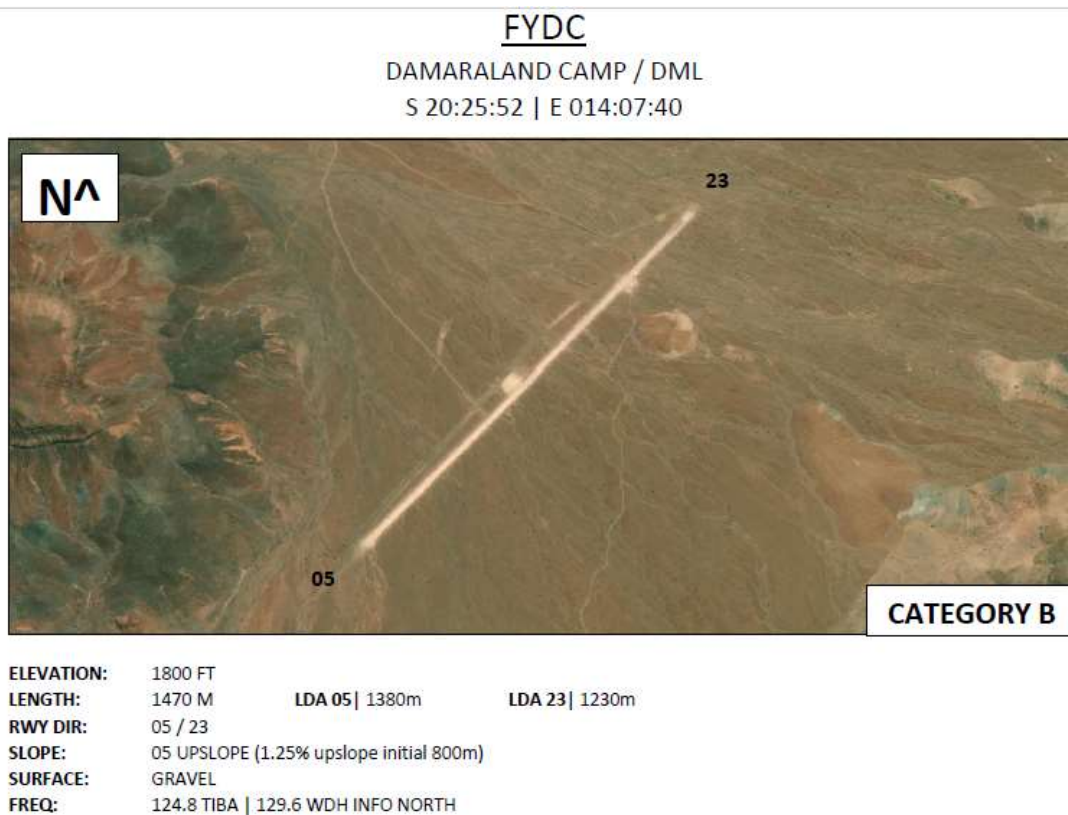 FYDC
DAMARALAND CAMP / DML
S 20:25:52 | E 014:07:40
N^
23
05
CATEGORY B
ELEVATION: 1800 FT
LENGTH: 1470 M LDA 05| 1380m LDA 23| 1230m
RWY DIR: 05 / 23
SLOPE: 05 UPSLOPE (1.25% upslope initial 800m)
SURFACE: GRAVEL
FREQ: 124.8 TIBA | 129.6 WDH INFO NORTH